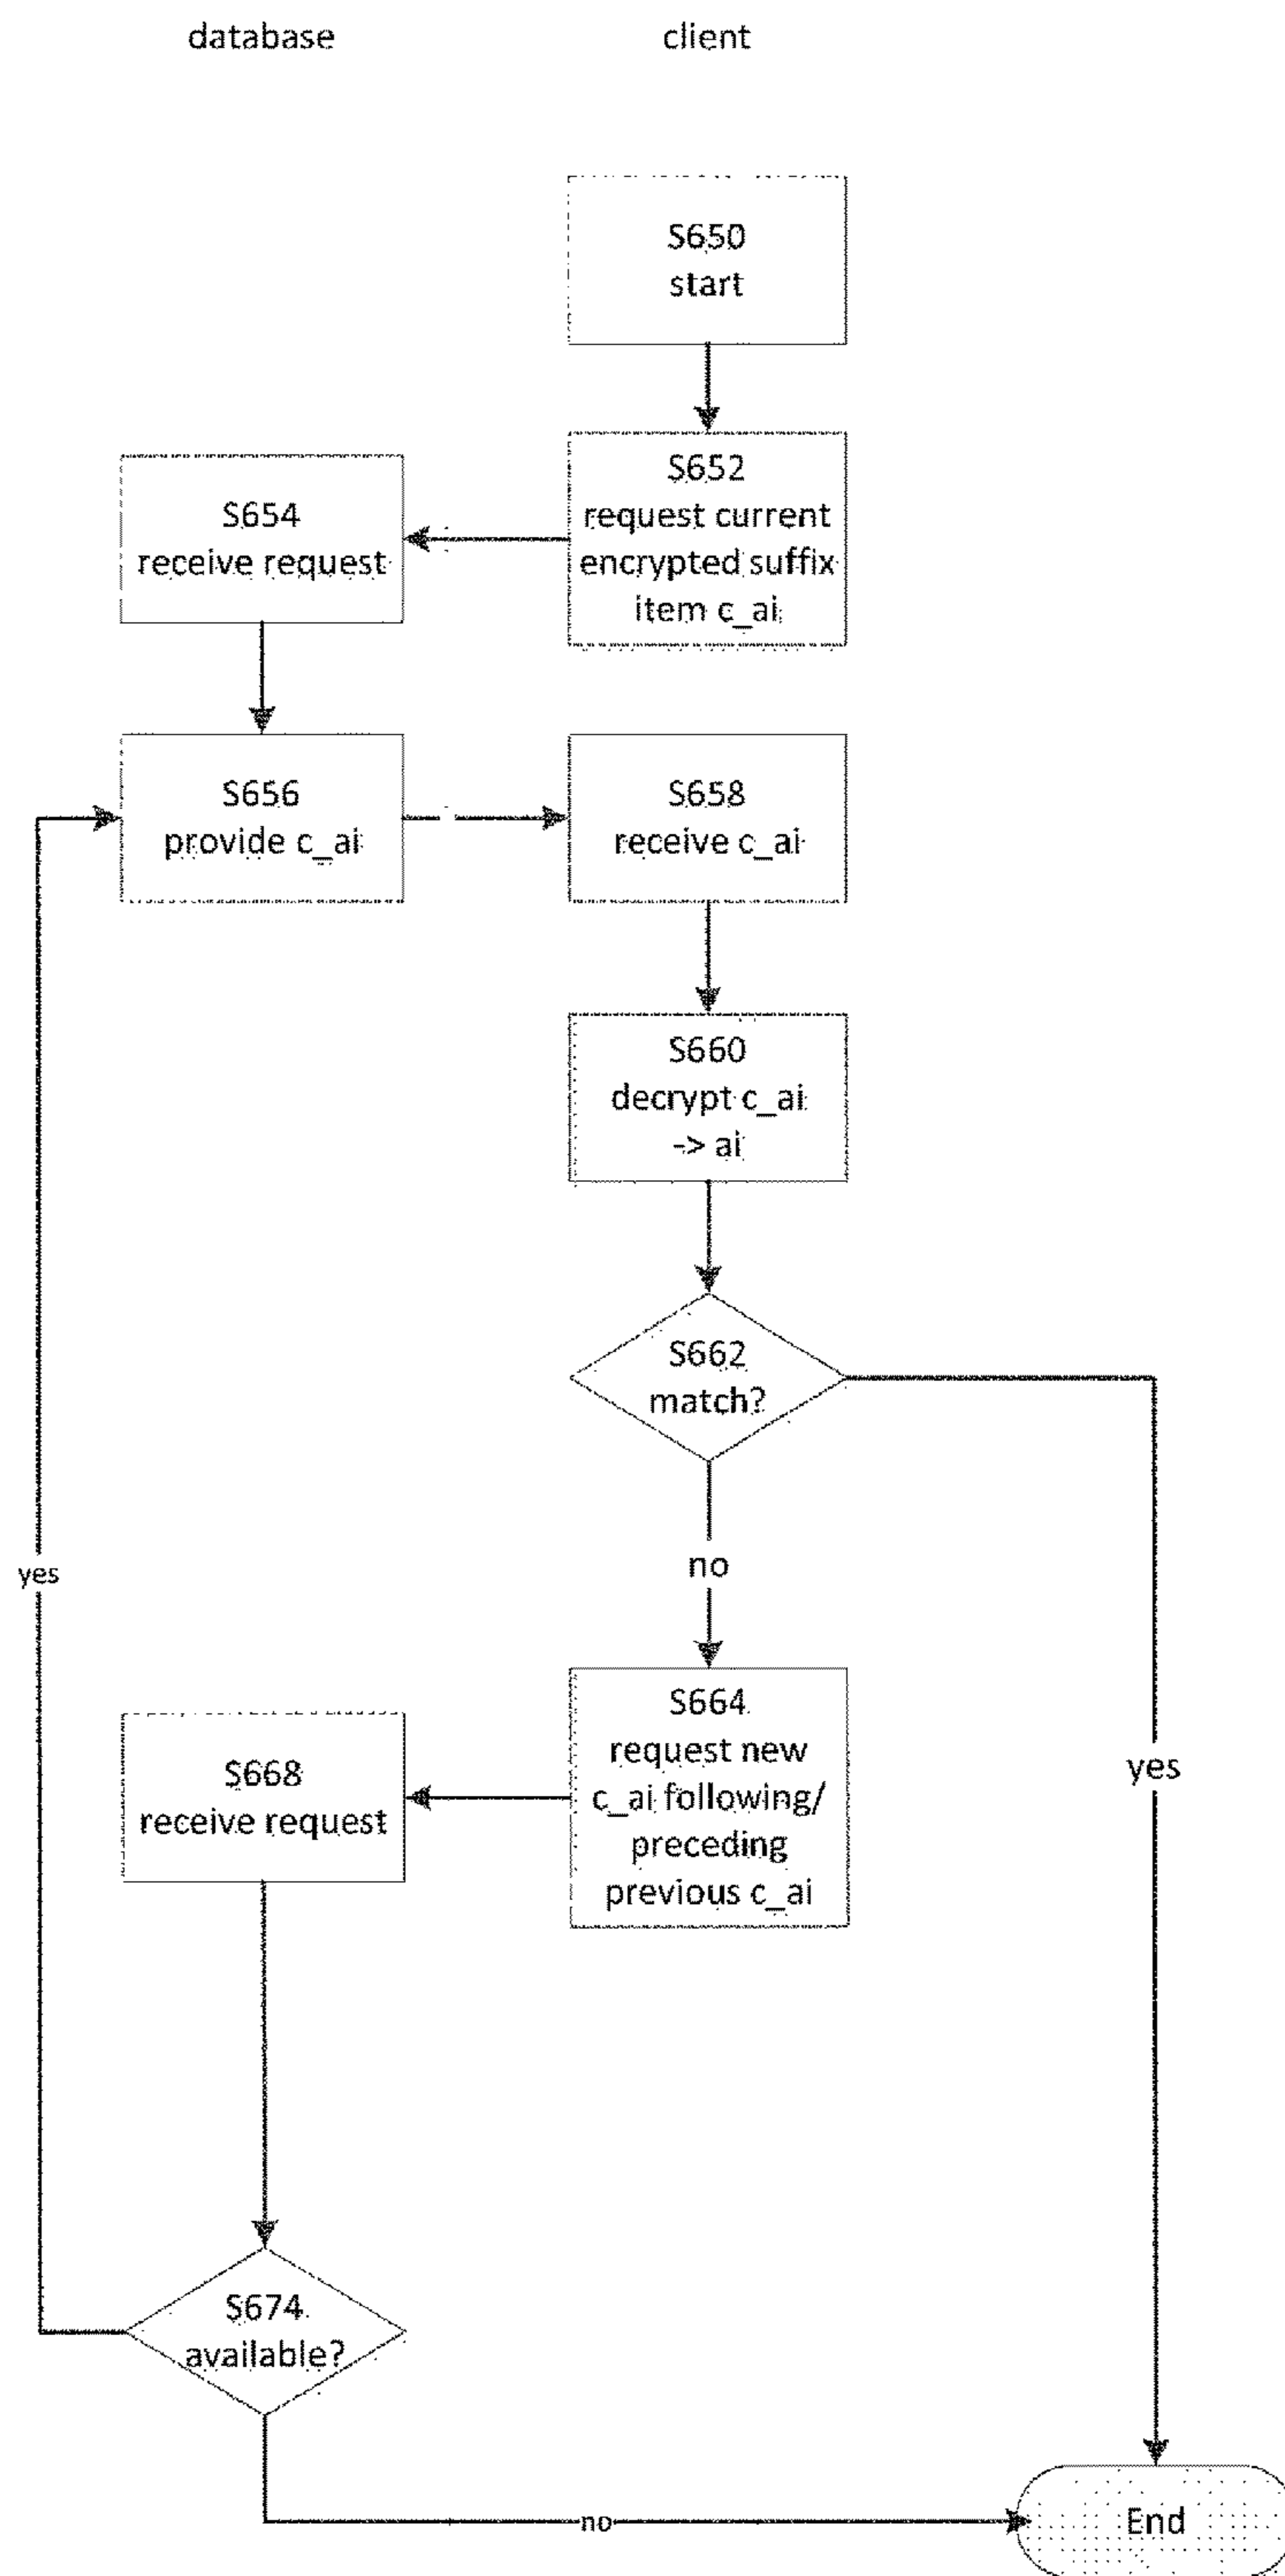 database
client
S650
start
S652
request current
encrypted suffix
item c_ai
S654
receive request
S656
provide c_ai
S658
receive c_ai
S660
decrypt c_ai
-> ai
S662
match?
no
yes
S664
request new
c_ai following/
preceding
previous c_ai
yes
S668
receive request
S674
available?
no
End